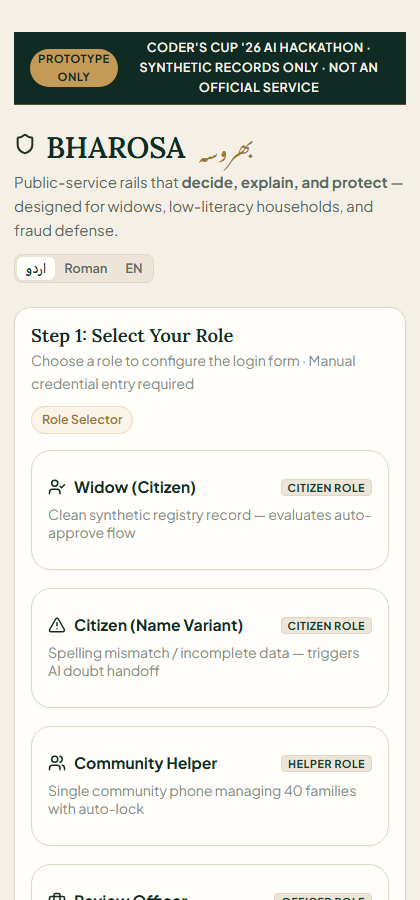 PROTOTYPE
ONLY
CODER'S CUP '26 AI HACKATHON ·
SYNTHETIC RECORDS ONLY · NOT AN
OFFICIAL SERVICE
BHAROSA بھروسہ
Public-service rails that decide, explain, and protect —
designed for widows, low-literacy households, and
fraud defense.
اردو Roman EN
Step 1: Select Your Role
Choose a role to configure the login form · Manual
credential entry required
Role Selector
Widow (Citizen) CITIZEN ROLE
Clean synthetic registry record — evaluates auto-
approve flow
Citizen (Name Variant) CITIZEN ROLE
Spelling mismatch / incomplete data — triggers
AI doubt handoff
Community Helper HELPER ROLE
Single community phone managing 40 families
with auto-lock
Review Officer OFFICER ROLE